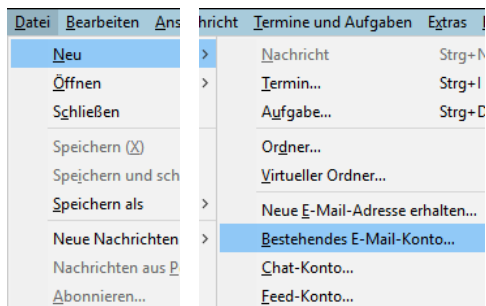 Datei Bearbeiten Ans
Neu >
Öffnen >
Schließen
Speichern (X)
Speichern und sch
Speichern als >
Neue Nachrichten >
Nachrichten aus P
Abonnieren...
hricht Termine und Aufgaben Extras
Nachricht Strg+N
Termin... Strg+I
Aufgabe... Strg+D
Ordner...
Virtueller Ordner...
Neue E-Mail-Adresse erhalten...
Bestehendes E-Mail-Konto...
Chat-Konto...
Feed-Konto...